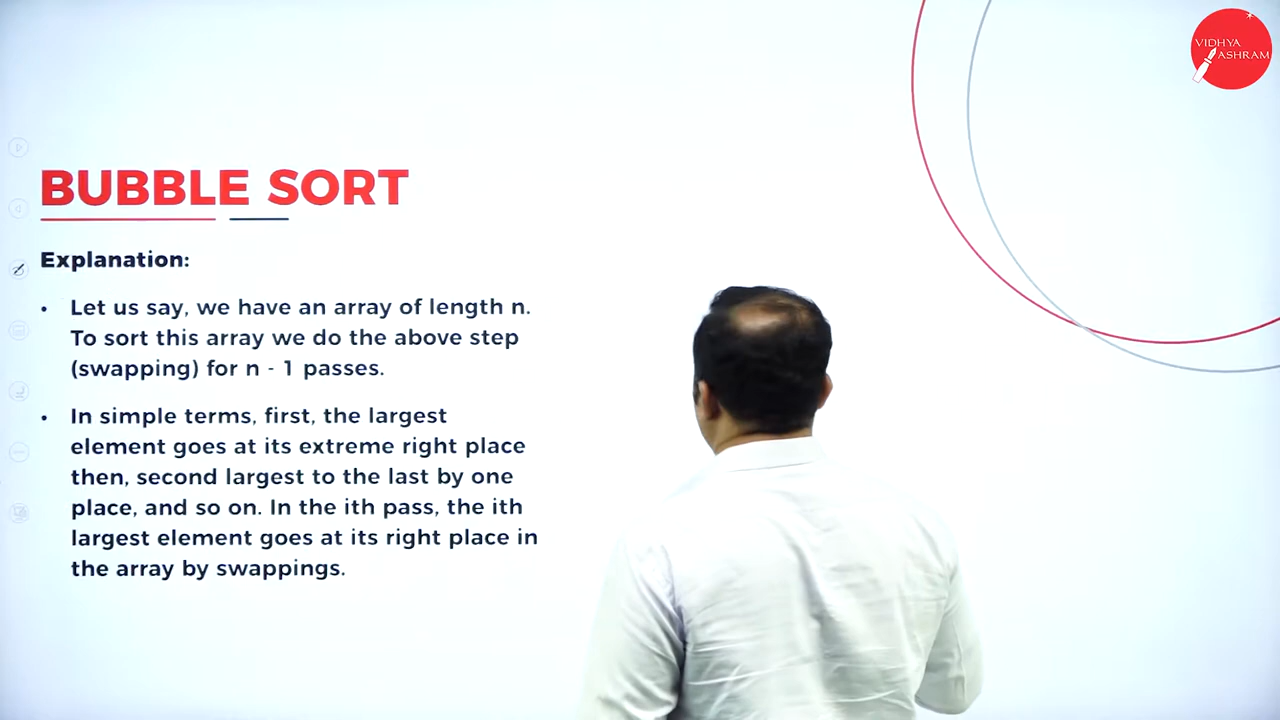 VIDHYA
ASHRAM
BUBBLE SORT
Explanation:
• Let us say, we have an array of length n.
To sort this array we do the above step
(swapping) for n - 1 passes.
• In simple terms, first, the largest
element goes at its extreme right place
then, second largest to the last by one
place, and so on. In the ith pass, the ith
largest element goes at its right place in
the array by swappings.